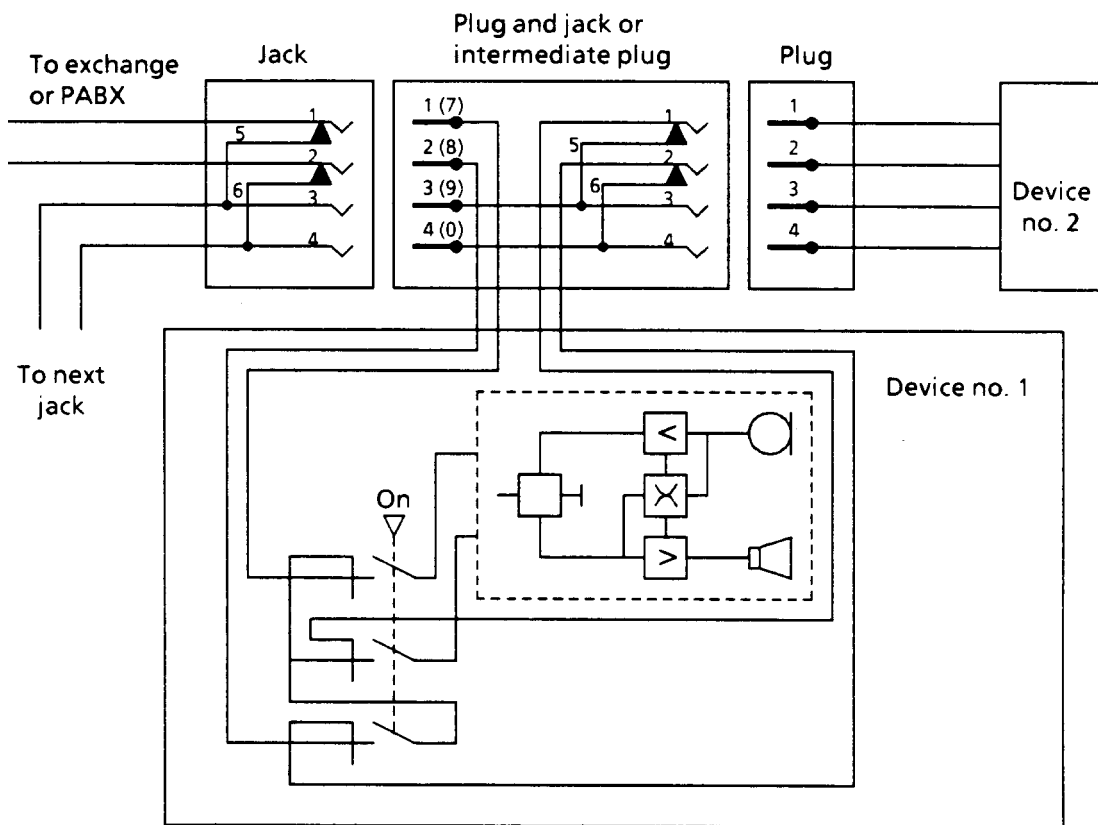 To exchange
or PABX
Jack
Plug and jack or
intermediate plug
Plug
1
5
2
6
3
4
1 (7)
2 (8)
3 (9)
4 (0)
1
5
2
6
3
4
1
2
3
4
Device
no. 2
To next
jack
Device no. 1
On